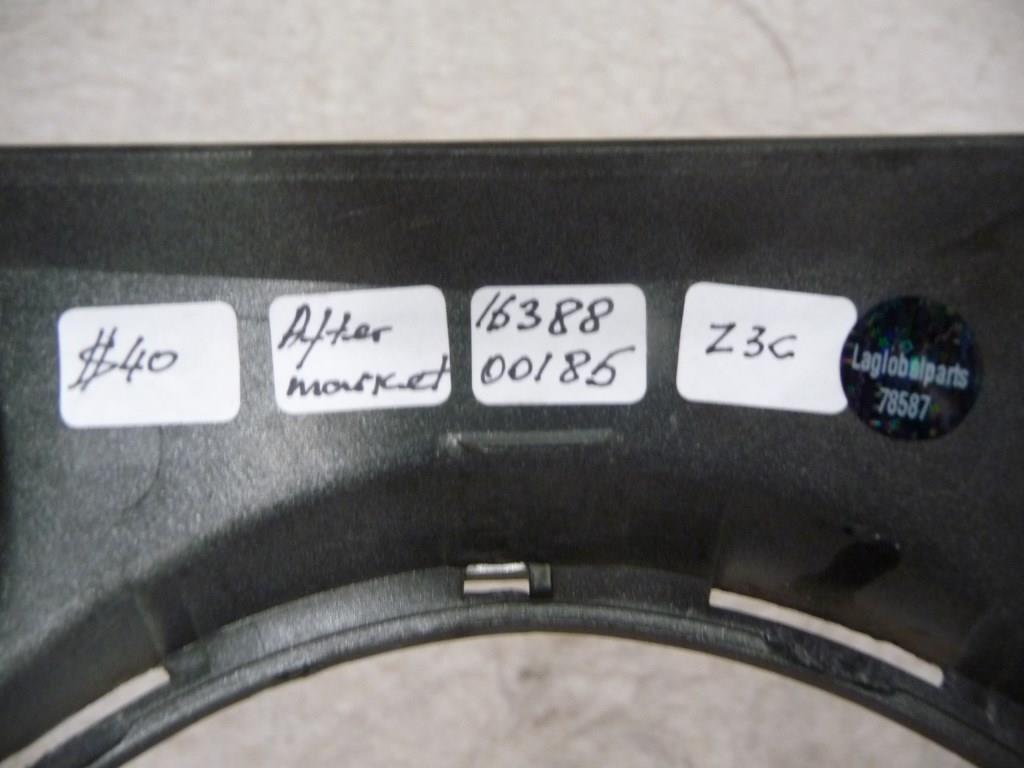 $40
After
market
16388
00185
Z3C
Laglobalparts
78587